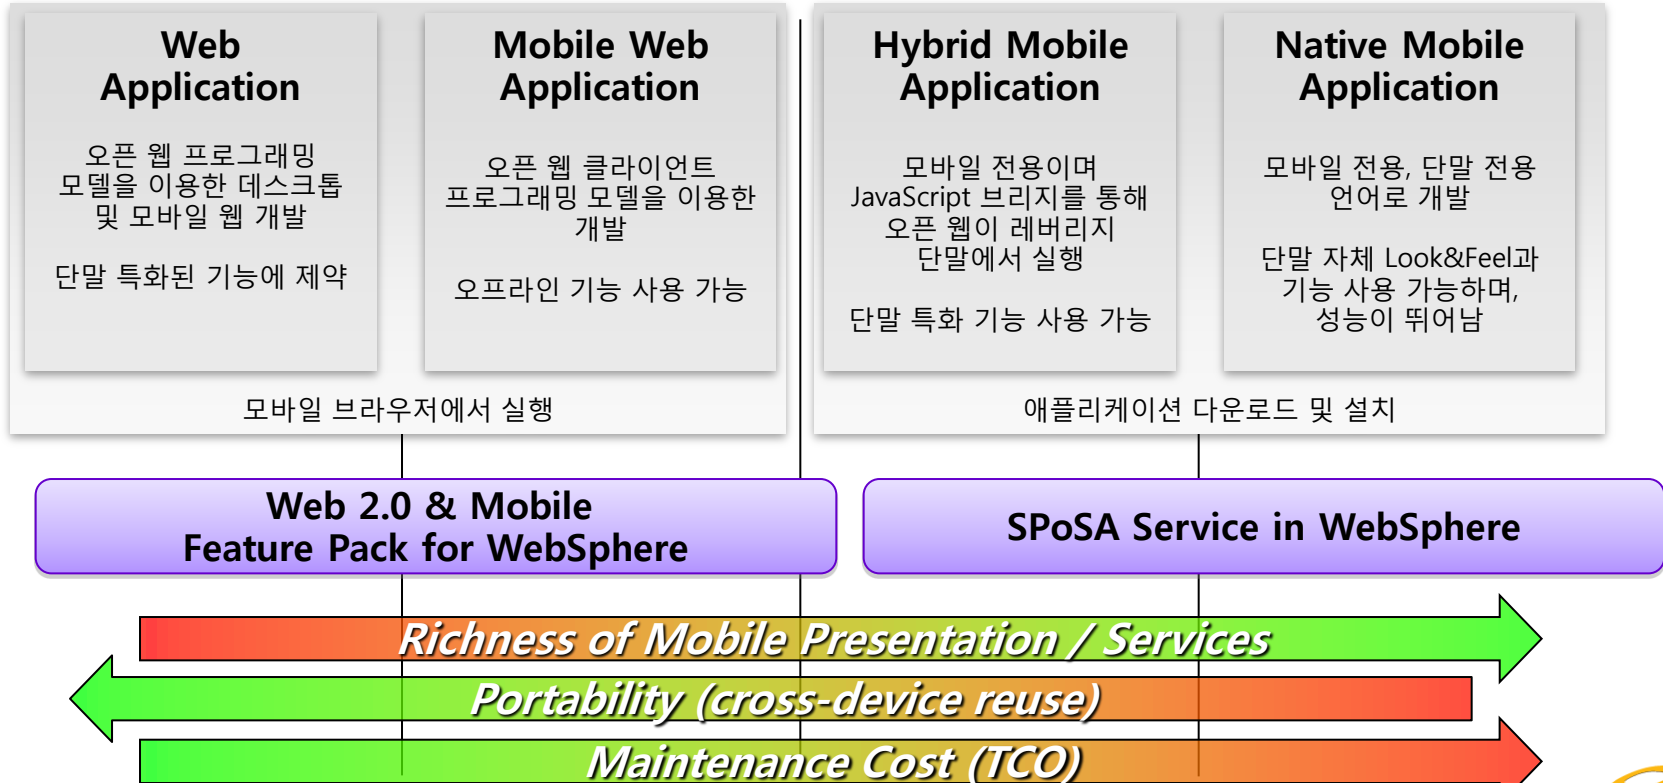 Web
Application
오픈 웹 프로그래밍
모델을 이용한 데스크톱
및 모바일 웹 개발
단말 특화된 기능에 제약
Mobile Web
Application
오픈 웹 클라이언트
프로그래밍 모델을 이용한
개발
오프라인 기능 사용 가능
모바일 브라우저에서 실행
Hybrid Mobile
Application
모바일 전용이며
JavaScript 브리지를 통해
오픈 웹이 레버리지
단말에서 실행
단말 특화 기능 사용 가능
Native Mobile
Application
모바일 전용, 단말 전용
언어로 개발
단말 자체 Look&Feel과
기능 사용 가능하며,
성능이 뛰어남
애플리케이션 다운로드 및 설치
Web 2.0 & Mobile
Feature Pack for WebSphere
SPoSA Service in WebSphere
Richness of Mobile Presentation / Services
Portability (cross-device reuse)
Maintenance Cost (TCO)